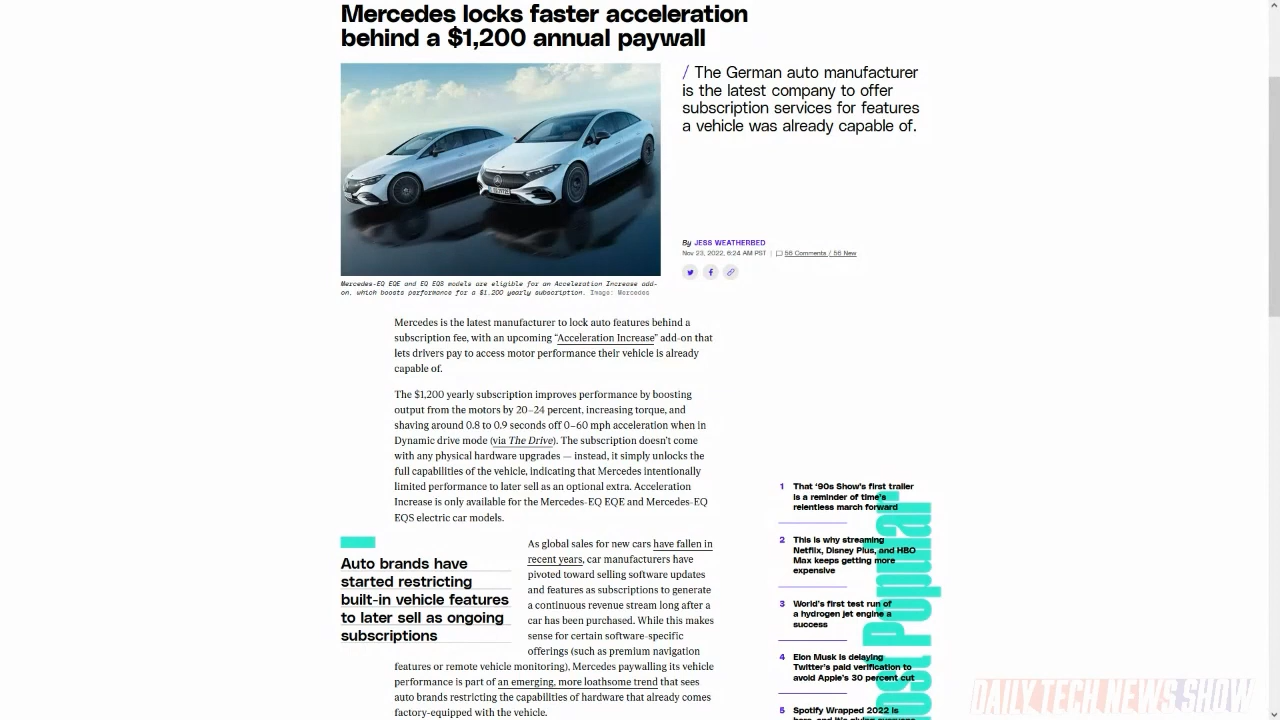 Mercedes locks faster acceleration
behind a $1,200 annual paywall
/ The German auto manufacturer
is the latest company to offer
subscription services for features
a vehicle was already capable of.
By JESS WEATHERBED
Nov 23, 2022, 6:24 AM PST | 56 Comments / 56 New
Mercedes-EQ EQE and EQ EQS models are eligible for an Acceleration Increase add-
on, which boosts performance for a $1,200 yearly subscription. Image: Mercedes
Mercedes is the latest manufacturer to lock auto features behind a
subscription fee, with an upcoming “Acceleration Increase” add-on that
lets drivers pay to access motor performance their vehicle is already
capable of.
The $1,200 yearly subscription improves performance by boosting
output from the motors by 20–24 percent, increasing torque, and
shaving around 0.8 to 0.9 seconds off 0–60 mph acceleration when in
Dynamic drive mode (via The Drive). The subscription doesn’t come
with any physical hardware upgrades — instead, it simply unlocks the
full capabilities of the vehicle, indicating that Mercedes intentionally
limited performance to later sell as an optional extra. Acceleration
Increase is only available for the Mercedes-EQ EQE and Mercedes-EQ
EQS electric car models.
Auto brands have
started restricting
built-in vehicle features
to later sell as ongoing
subscriptions
As global sales for new cars have fallen in
recent years, car manufacturers have
pivoted toward selling software updates
and features as subscriptions to generate
a continuous revenue stream long after a
car has been purchased. While this makes
sense for certain software-specific
offerings (such as premium navigation
features or remote vehicle monitoring), Mercedes paywalling its vehicle
performance is part of an emerging, more loathsome trend that sees
auto brands restricting the capabilities of hardware that already comes
factory-equipped with the vehicle.
Most Popular
1 That ‘90s Show’s first trailer
is a reminder of time’s
relentless march forward
2 This is why streaming
Netflix, Disney Plus, and HBO
Max keeps getting more
expensive
3 World’s first test run of
a hydrogen jet engine a
success
4 Elon Musk is delaying
Twitter’s paid verification to
avoid Apple’s 30 percent cut
5 Spotify Wrapped 2022 is
DAILY TECH NEWS SHOW